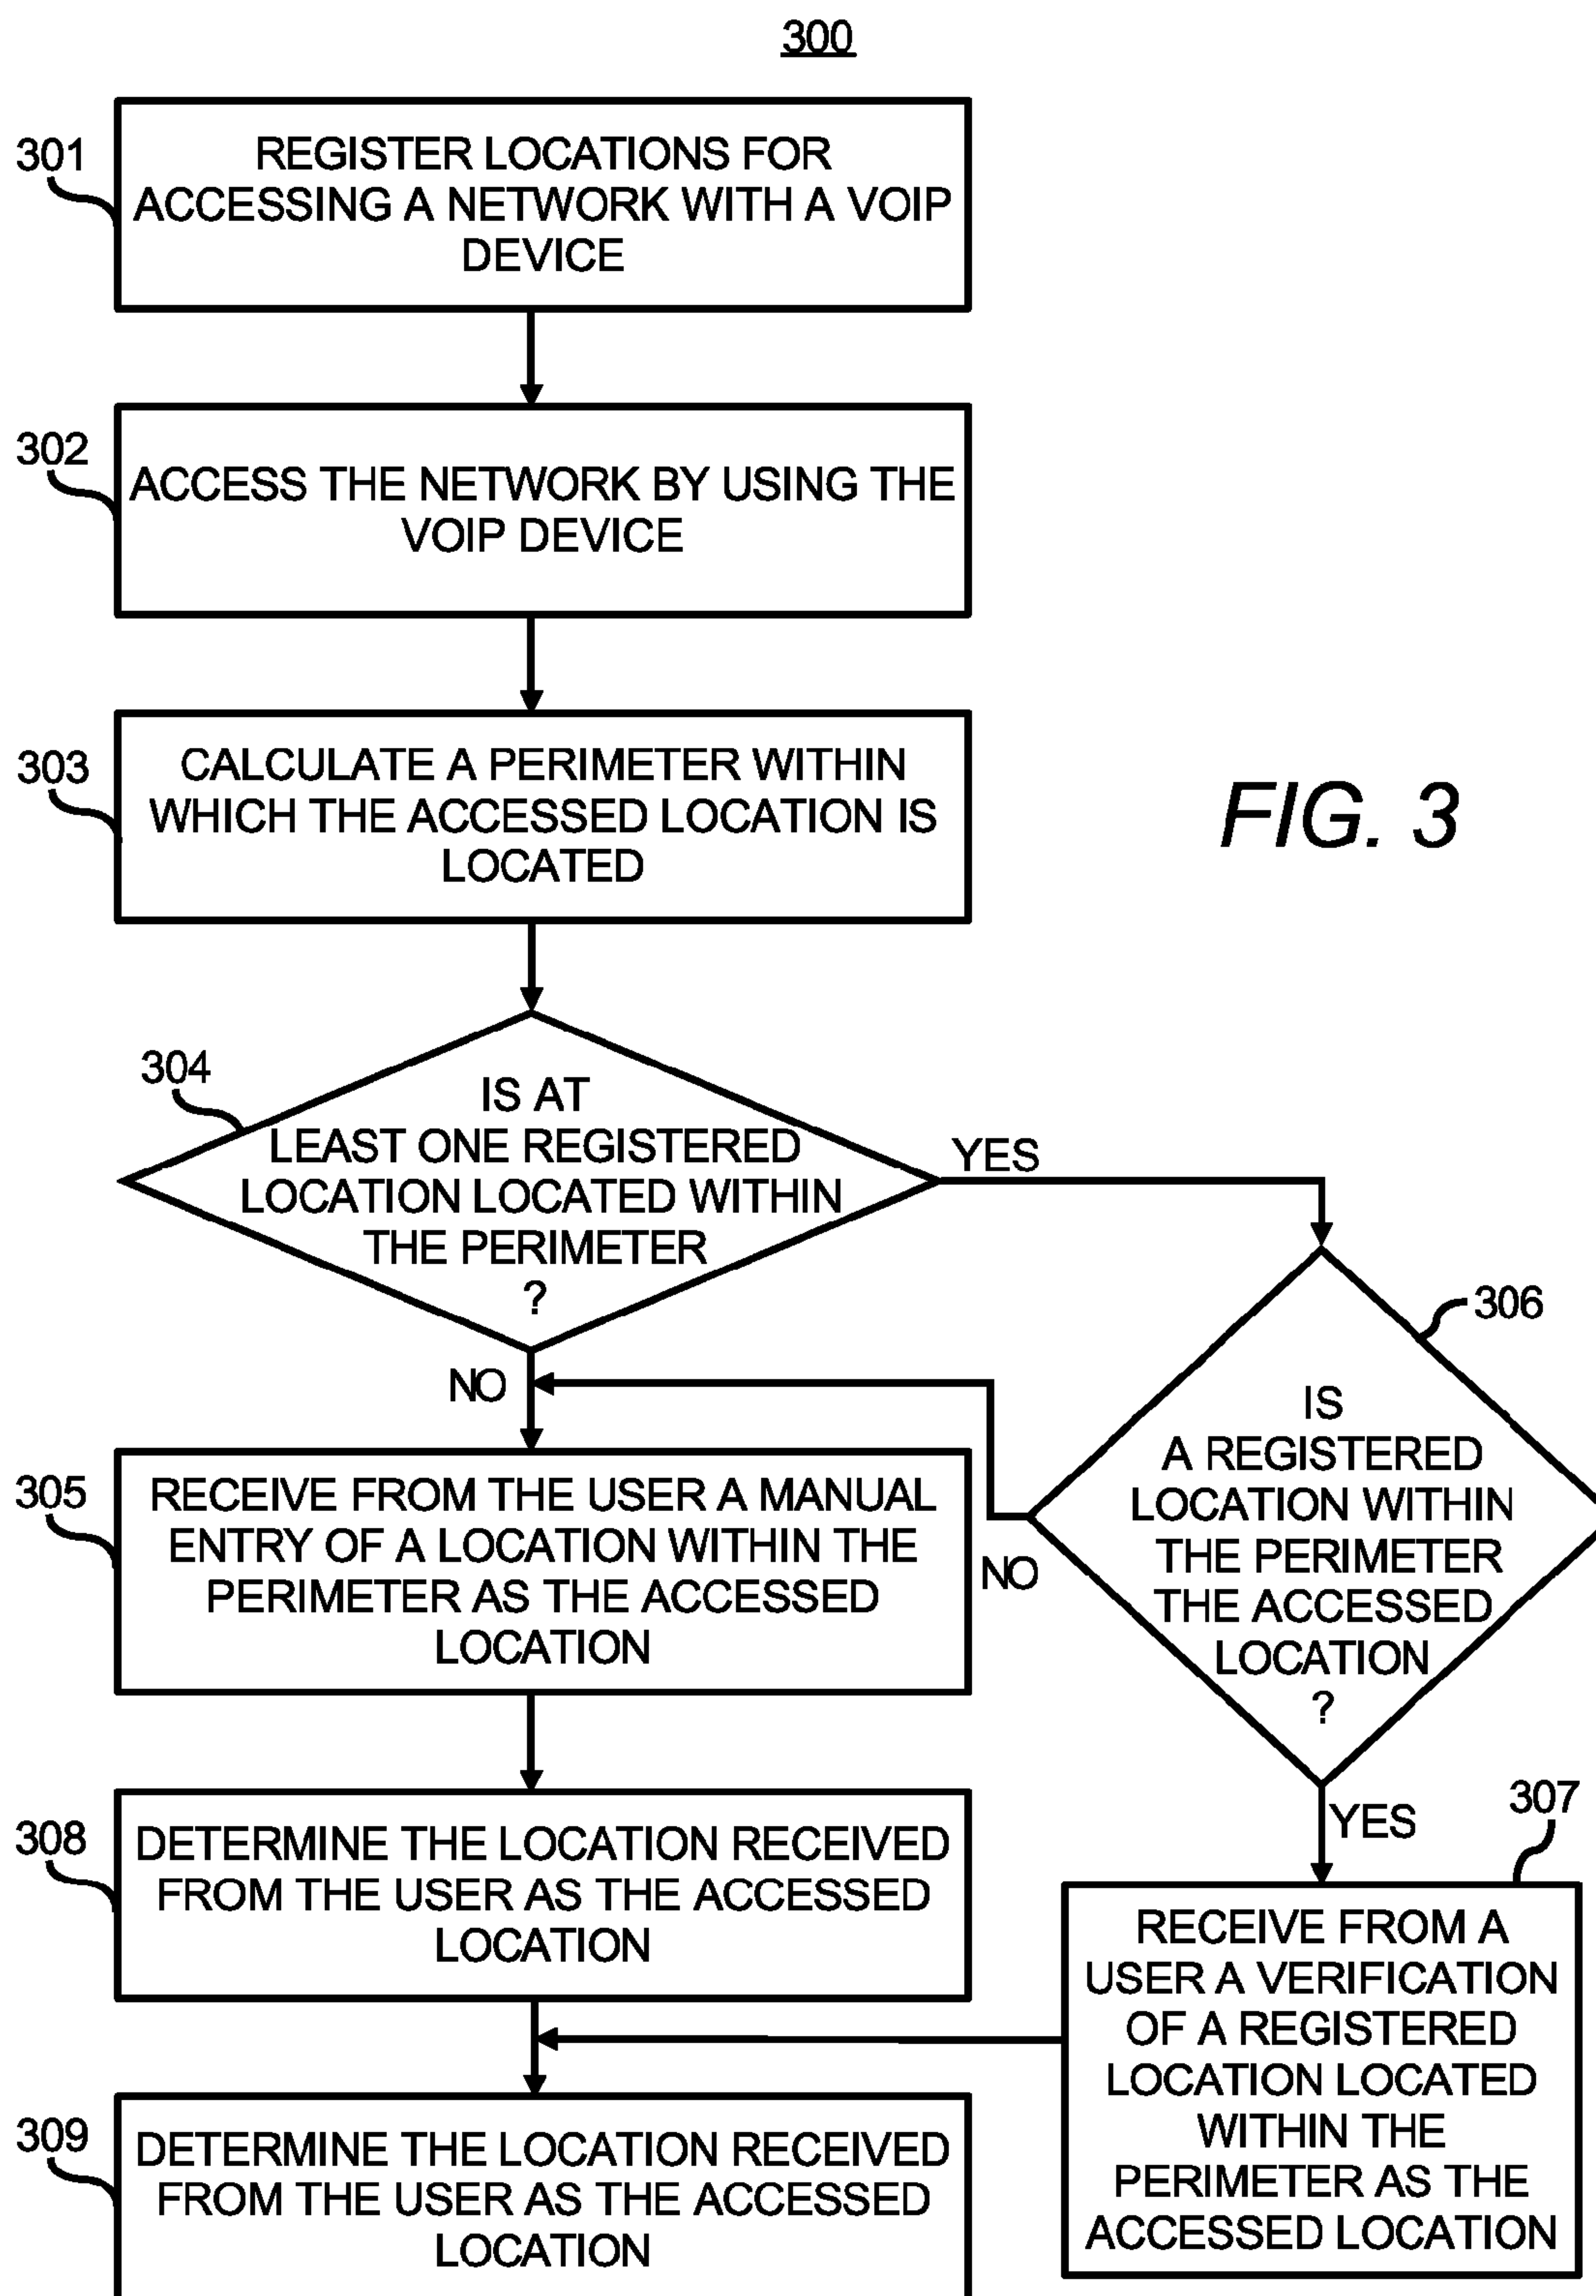 300
301
REGISTER LOCATIONS FOR
ACCESSING A NETWORK WITH A VOIP
DEVICE
302
ACCESS THE NETWORK BY USING THE
VOIP DEVICE
303
CALCULATE A PERIMETER WITHIN
WHICH THE ACCESSED LOCATION IS
LOCATED
FIG. 3
304
IS AT
LEAST ONE REGISTERED
LOCATION LOCATED WITHIN
THE PERIMETER
?
YES
NO
306
IS
A REGISTERED
LOCATION WITHIN
THE PERIMETER
THE ACCESSED
LOCATION
?
NO
YES
305
RECEIVE FROM THE USER A MANUAL
ENTRY OF A LOCATION WITHIN THE
PERIMETER AS THE ACCESSED
LOCATION
308
DETERMINE THE LOCATION RECEIVED
FROM THE USER AS THE ACCESSED
LOCATION
307
RECEIVE FROM A
USER A VERIFICATION
OF A REGISTERED
LOCATION LOCATED
WITHIN THE
PERIMETER AS THE
ACCESSED LOCATION
309
DETERMINE THE LOCATION RECEIVED
FROM THE USER AS THE ACCESSED
LOCATION